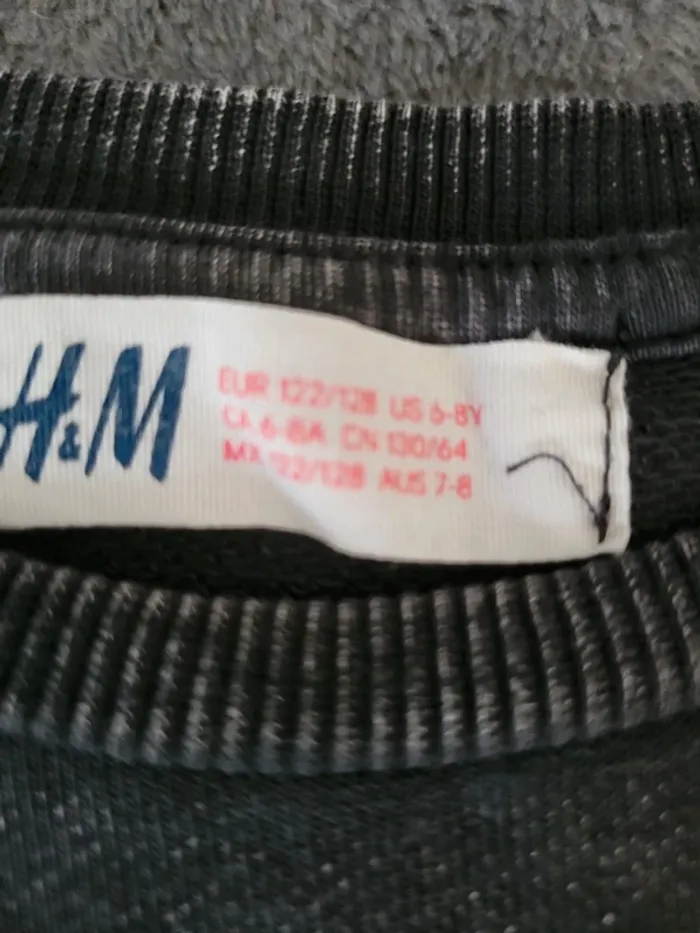 H&M
EUR 122/128 US 6-8Y
CA 6-8A CN 130/64
MX 122/128 AUS 7-8